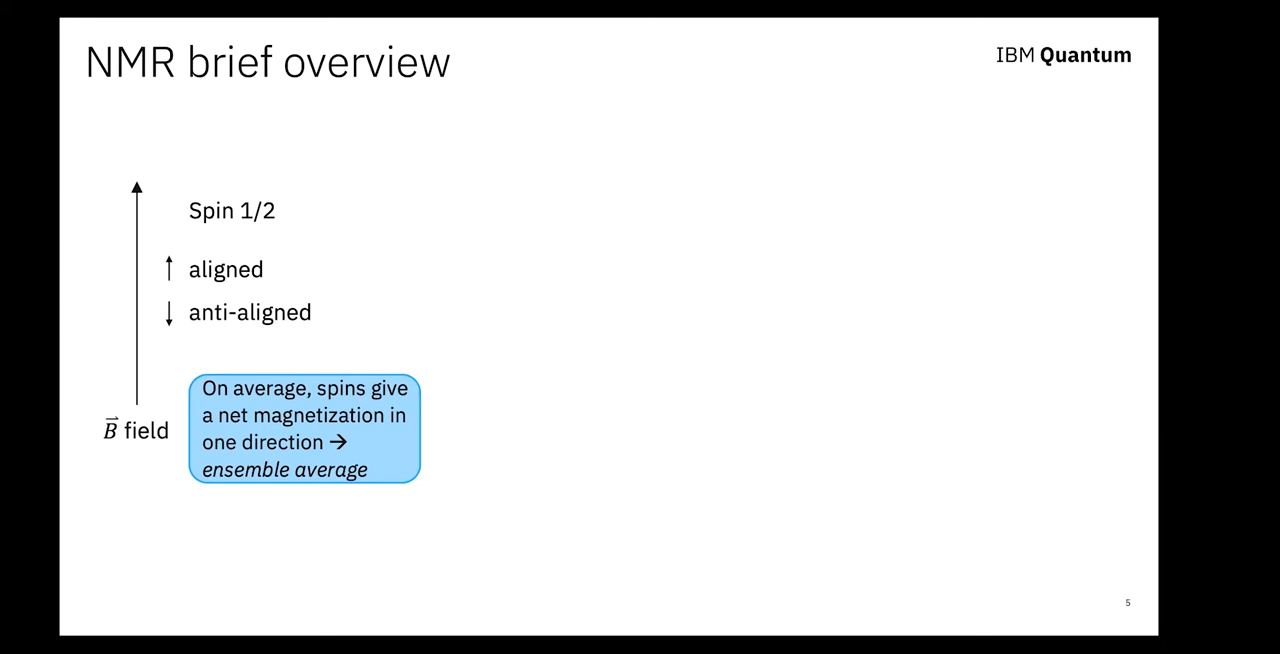 NMR brief overview
IBM Quantum
Spin 1/2
↑ aligned
↓ anti-aligned
On average, spins give
a net magnetization in
one direction →
ensemble average
B⃗ field
5